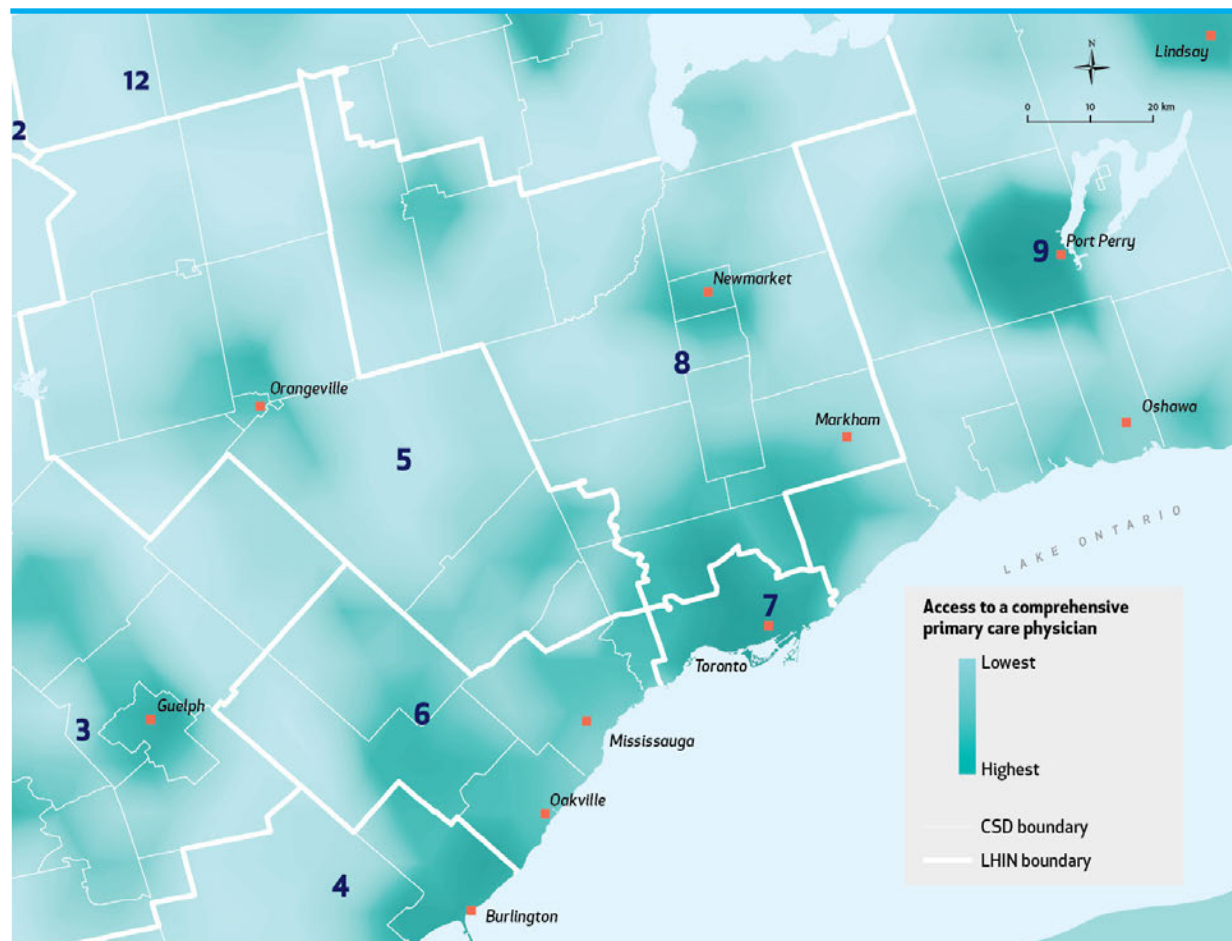 Lindsay
N
0 10 20 km
12
2
9
Port Perry
Newmarket
8
Orangeville
Markham
Oshawa
5
LAKE ONTARIO
Access to a comprehensive
primary care physician
Lowest
Highest
CSD boundary
LHIN boundary
7
Toronto
3
Guelph
6
Mississauga
Oakville
4
Burlington